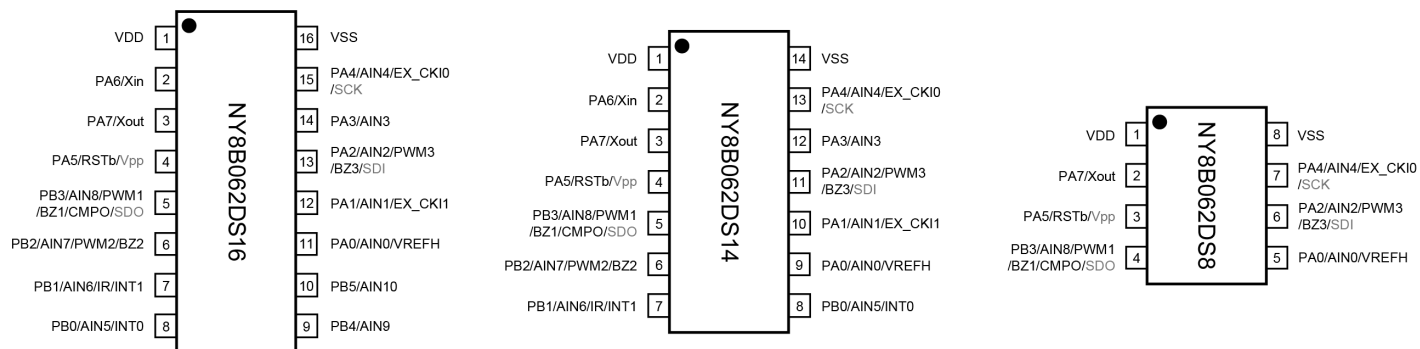 VDD 1
PA6/Xin 2
PA7/Xout 3
PA5/RSTb/Vpp 4
PB3/AIN8/PWM1
/BZ1/CMPO/SDO 5
PB2/AIN7/PWM2/BZ2 6
PB1/AIN6/IR/INT1 7
PB0/AIN5/INT0 8
NY8B062DS16
16 VSS
15 PA4/AIN4/EX_CKI0
/SCK
14 PA3/AIN3
13 PA2/AIN2/PWM3
/BZ3/SDI
12 PA1/AIN1/EX_CKI1
11 PA0/AIN0/VREFH
10 PB5/AIN10
9 PB4/AIN9
VDD 1
PA6/Xin 2
PA7/Xout 3
PA5/RSTb/Vpp 4
PB3/AIN8/PWM1
/BZ1/CMPO/SDO 5
PB2/AIN7/PWM2/BZ2 6
PB1/AIN6/IR/INT1 7
NY8B062DS14
14 VSS
13 PA4/AIN4/EX_CKI0
/SCK
12 PA3/AIN3
11 PA2/AIN2/PWM3
/BZ3/SDI
10 PA1/AIN1/EX_CKI1
9 PA0/AIN0/VREFH
8 PB0/AIN5/INT0
VDD 1
PA7/Xout 2
PA5/RSTb/Vpp 3
PB3/AIN8/PWM1
/BZ1/CMPO/SDO 4
NY8B062DS8
8 VSS
7 PA4/AIN4/EX_CKI0
/SCK
6 PA2/AIN2/PWM3
/BZ3/SDI
5 PA0/AIN0/VREFH